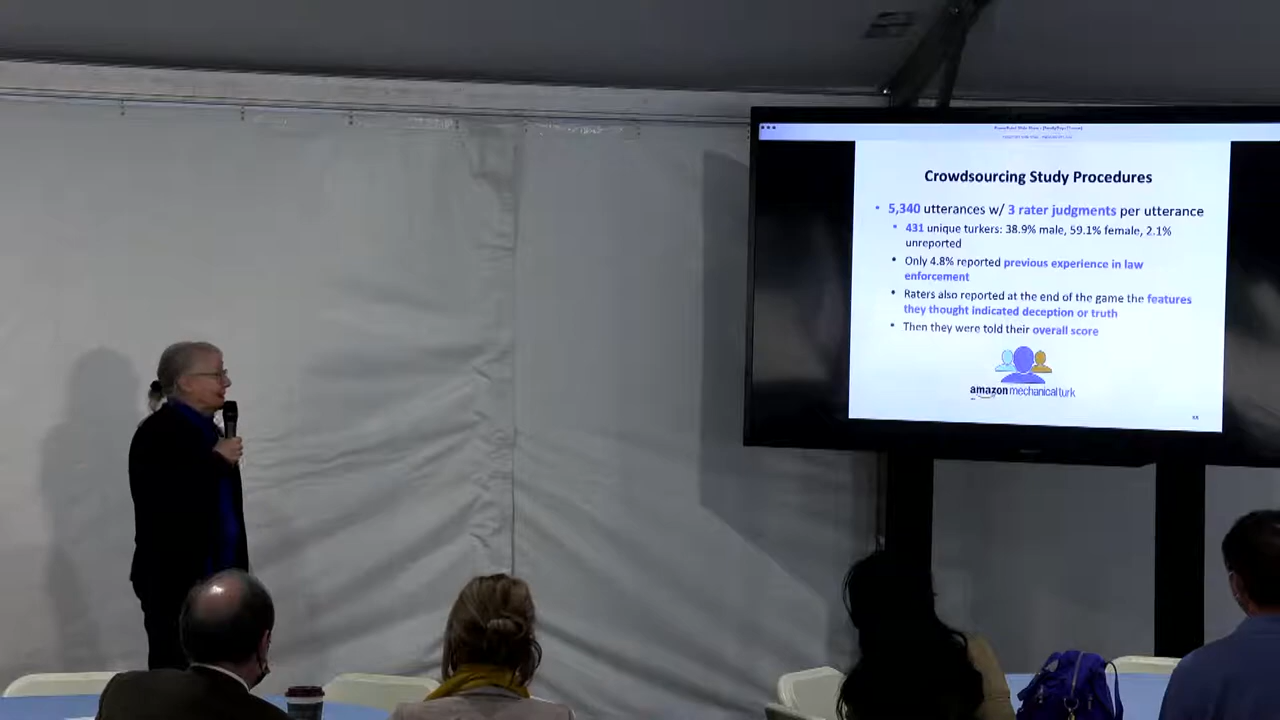 Crowdsourcing Study Procedures
• 5,340 utterances w/ 3 rater judgments per utterance
• 431 unique turkers: 38.9% male, 59.1% female, 2.1%
unreported
• Only 4.8% reported previous experience in law
enforcement
• Raters also reported at the end of the game the features
they thought indicated deception or truth
• Then they were told their overall score
amazon mechanical turk